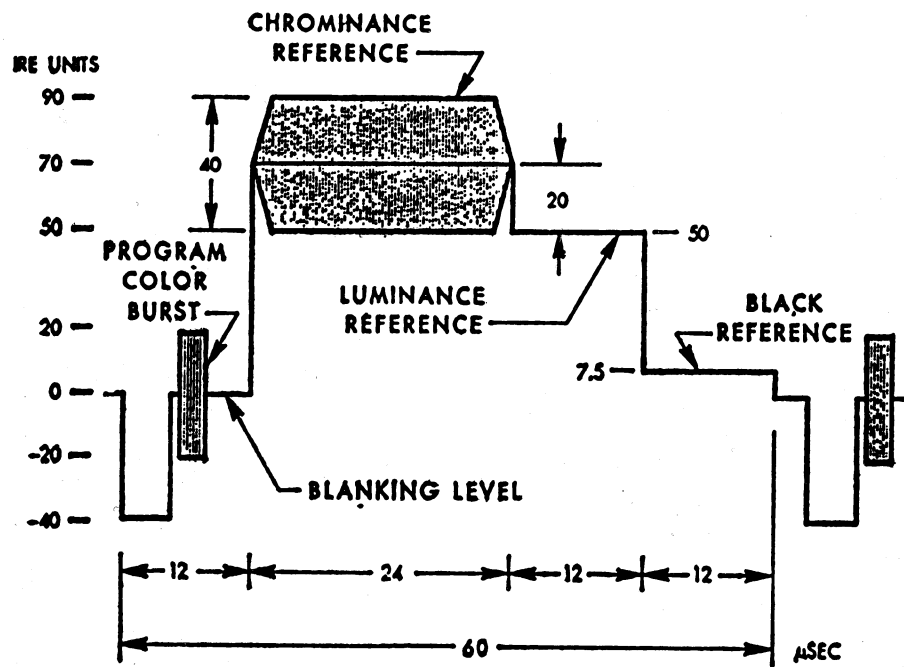 CHROMINANCE
REFERENCE
IRE UNITS
90
70
50
20
0
-20
-40
40
20
50
PROGRAM
COLOR
BURST
LUMINANCE
REFERENCE
BLACK
REFERENCE
7.5
BLANKING LEVEL
12
24
12
12
60
μSEC